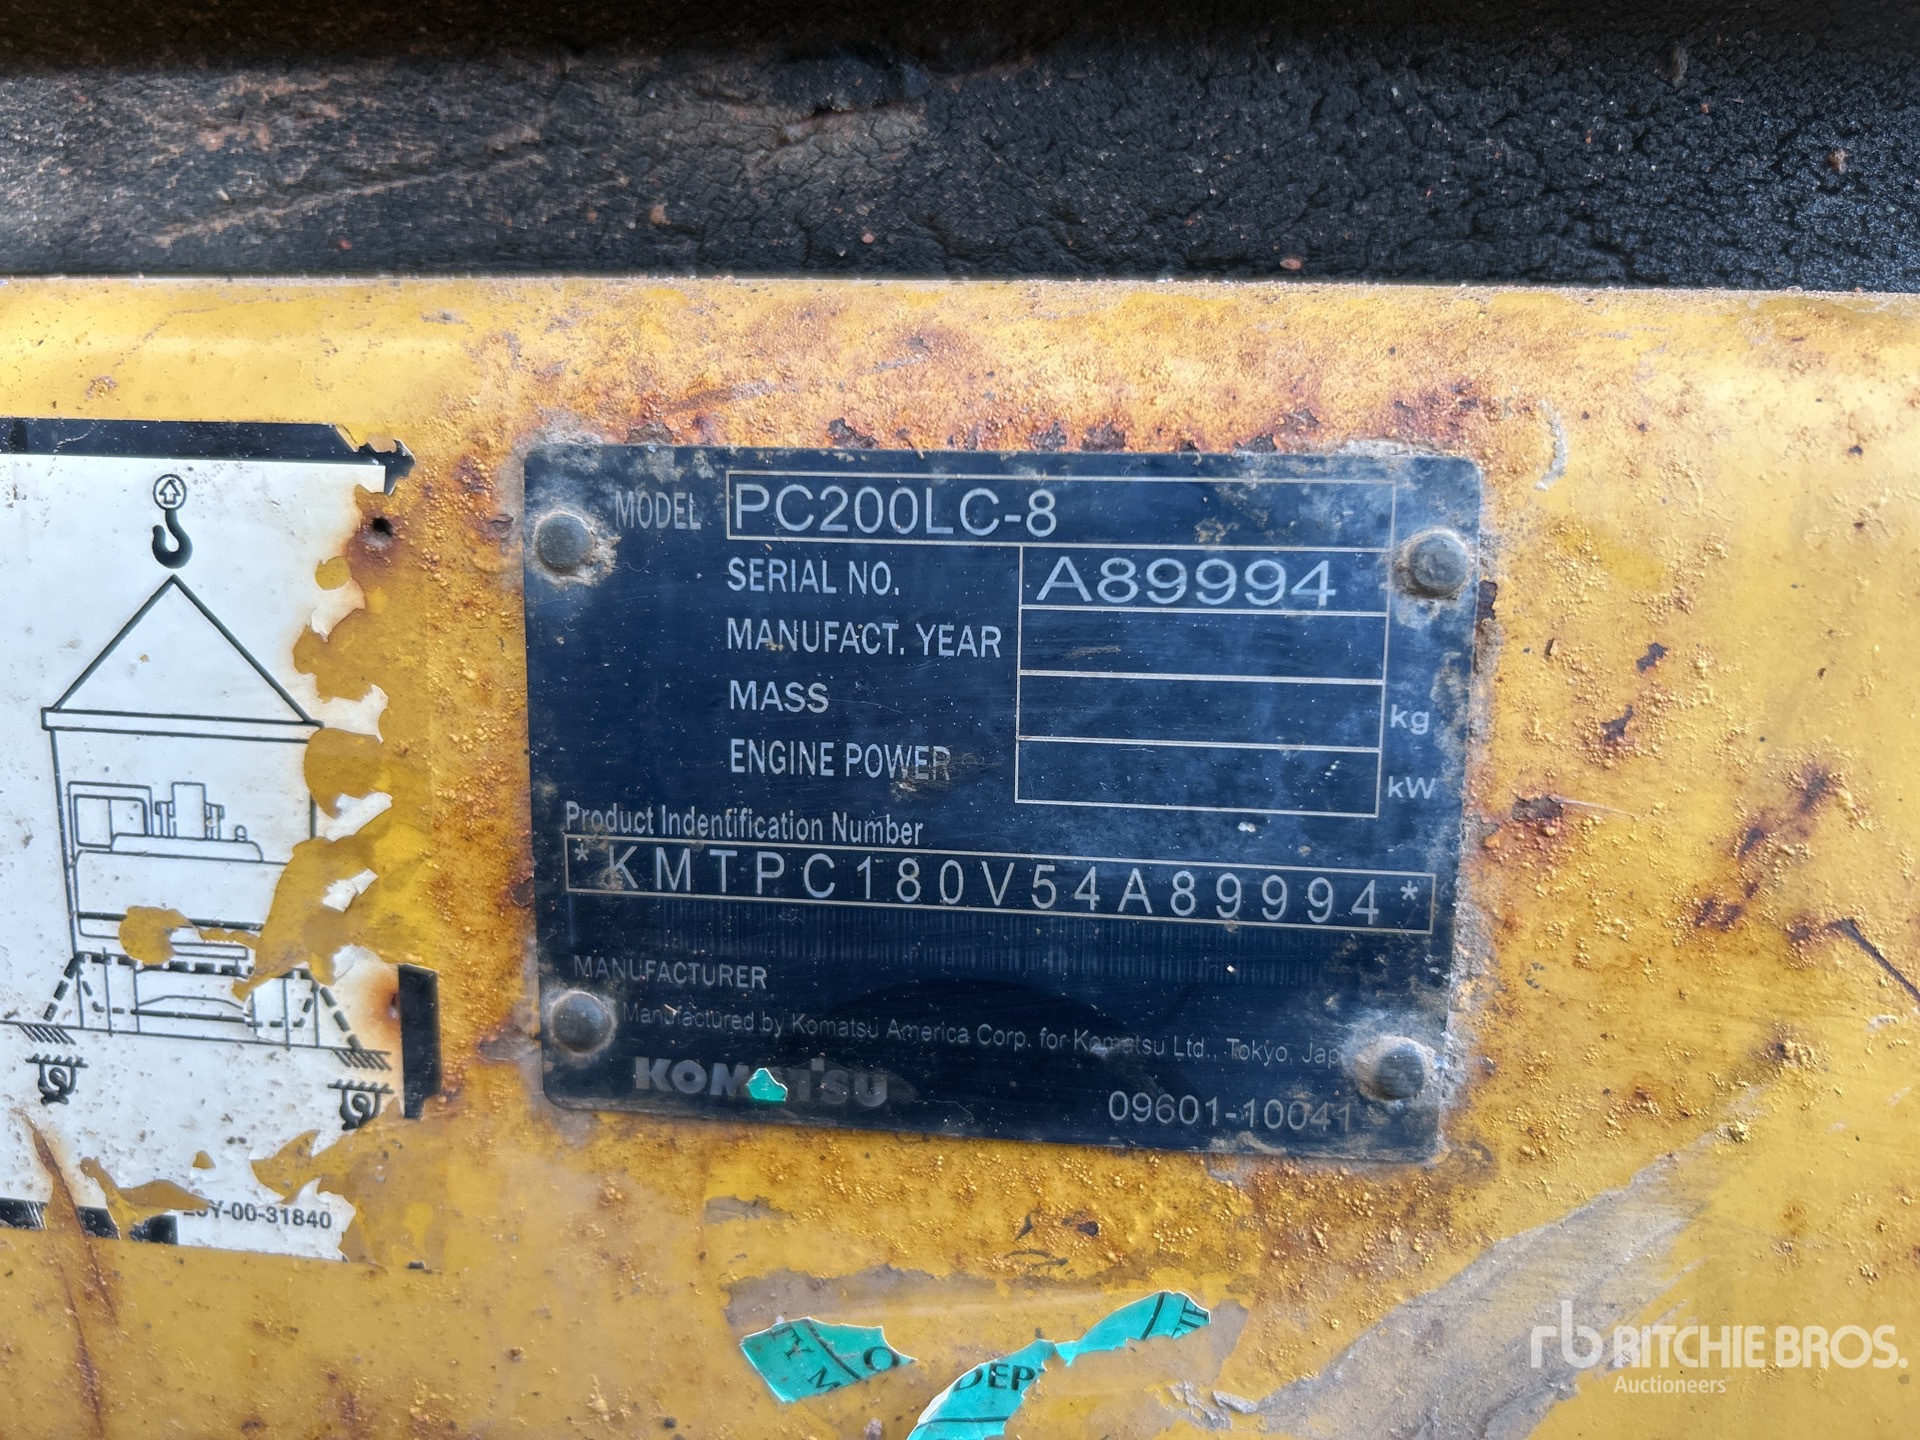 MODEL PC200LC-8
SERIAL NO. A89994
MANUFACT. YEAR
MASS kg
ENGINE POWER kW
Product Indentification Number
*KMTPC180V54A89994*
MANUFACTURER
Manufactured by Komatsu America Corp. for Komatsu Ltd., Tokyo, Jap
KOMATSU
09601-10041
Y-00-31840
DEP
RITCHIE BROS.
Auctioneers